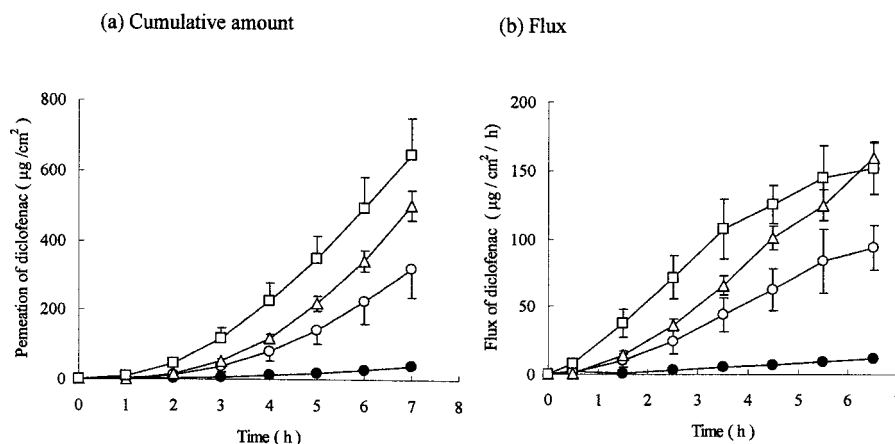 (a) Cumulative amount
(b) Flux
Pemeation of diclofenac ( μg /cm² )
800
600
400
200
0
0 1 2 3 4 5 6 7 8
Time ( h )
Flux of diclofenac ( μg / cm² / h )
200
150
100
50
0
0 1 2 3 4 5 6 7
Time ( h )